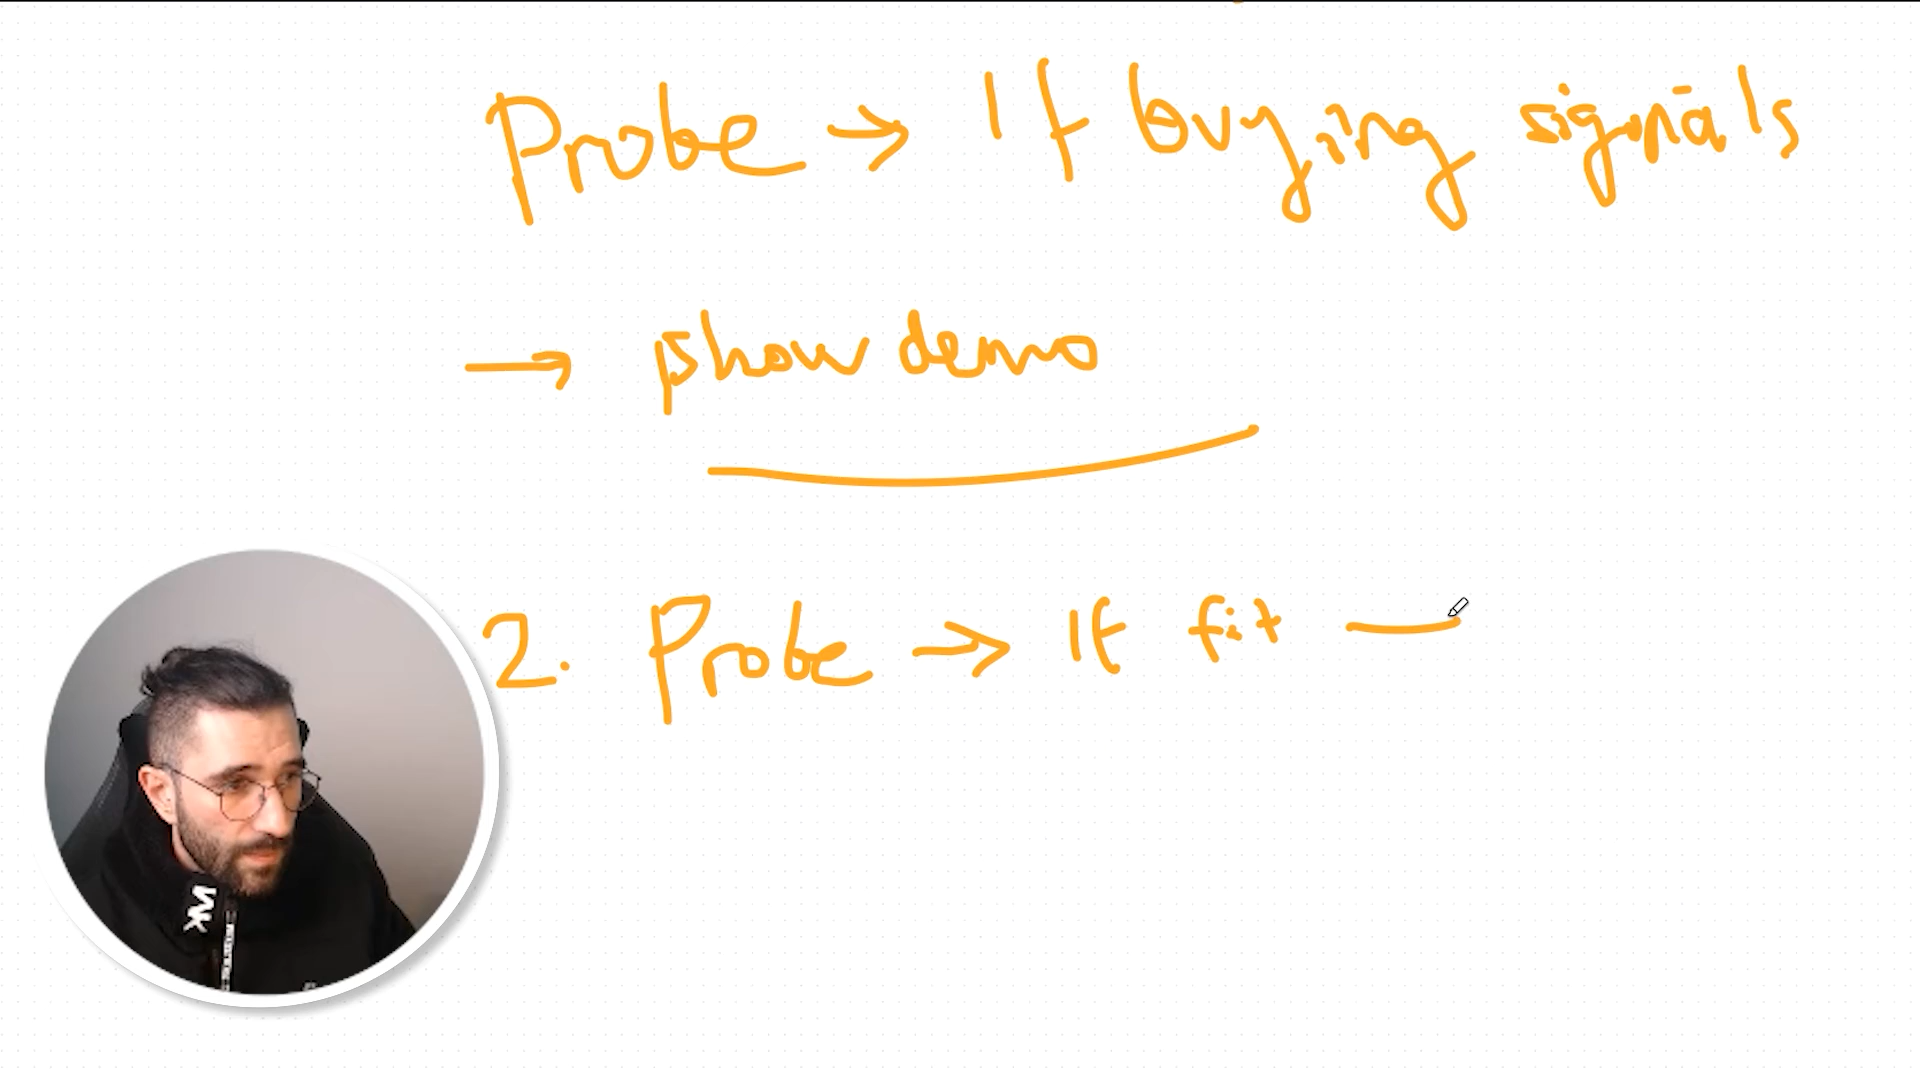 Probe → If buying signals
→ show demo
2. Probe → If fit —